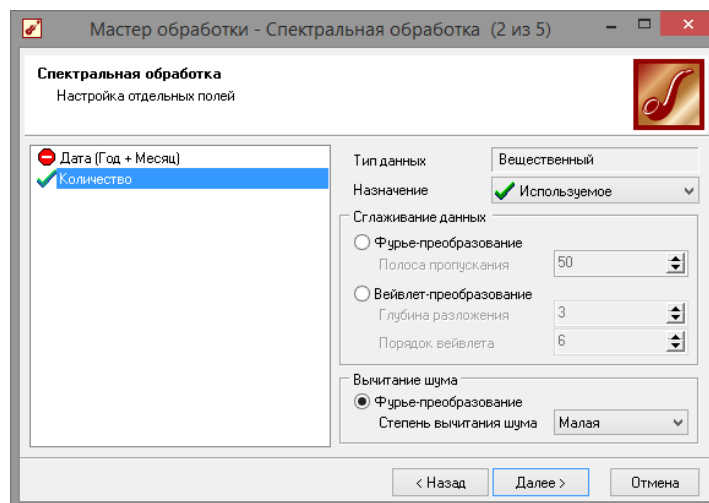 Мастер обработки - Спектральная обработка (2 из 5)
Спектральная обработка
Настройка отдельных полей
Дата (Год + Месяц)
Количество
Тип данных Вещественный
Назначение Используемое
Сглаживание данных
Фурье-преобразование
Полоса пропускания 50
Вейвлет-преобразование
Глубина разложения 3
Порядок вейвлета 6
Вычитание шума
Фурье-преобразование
Степень вычитания шума Малая
< Назад Далее > Отмена